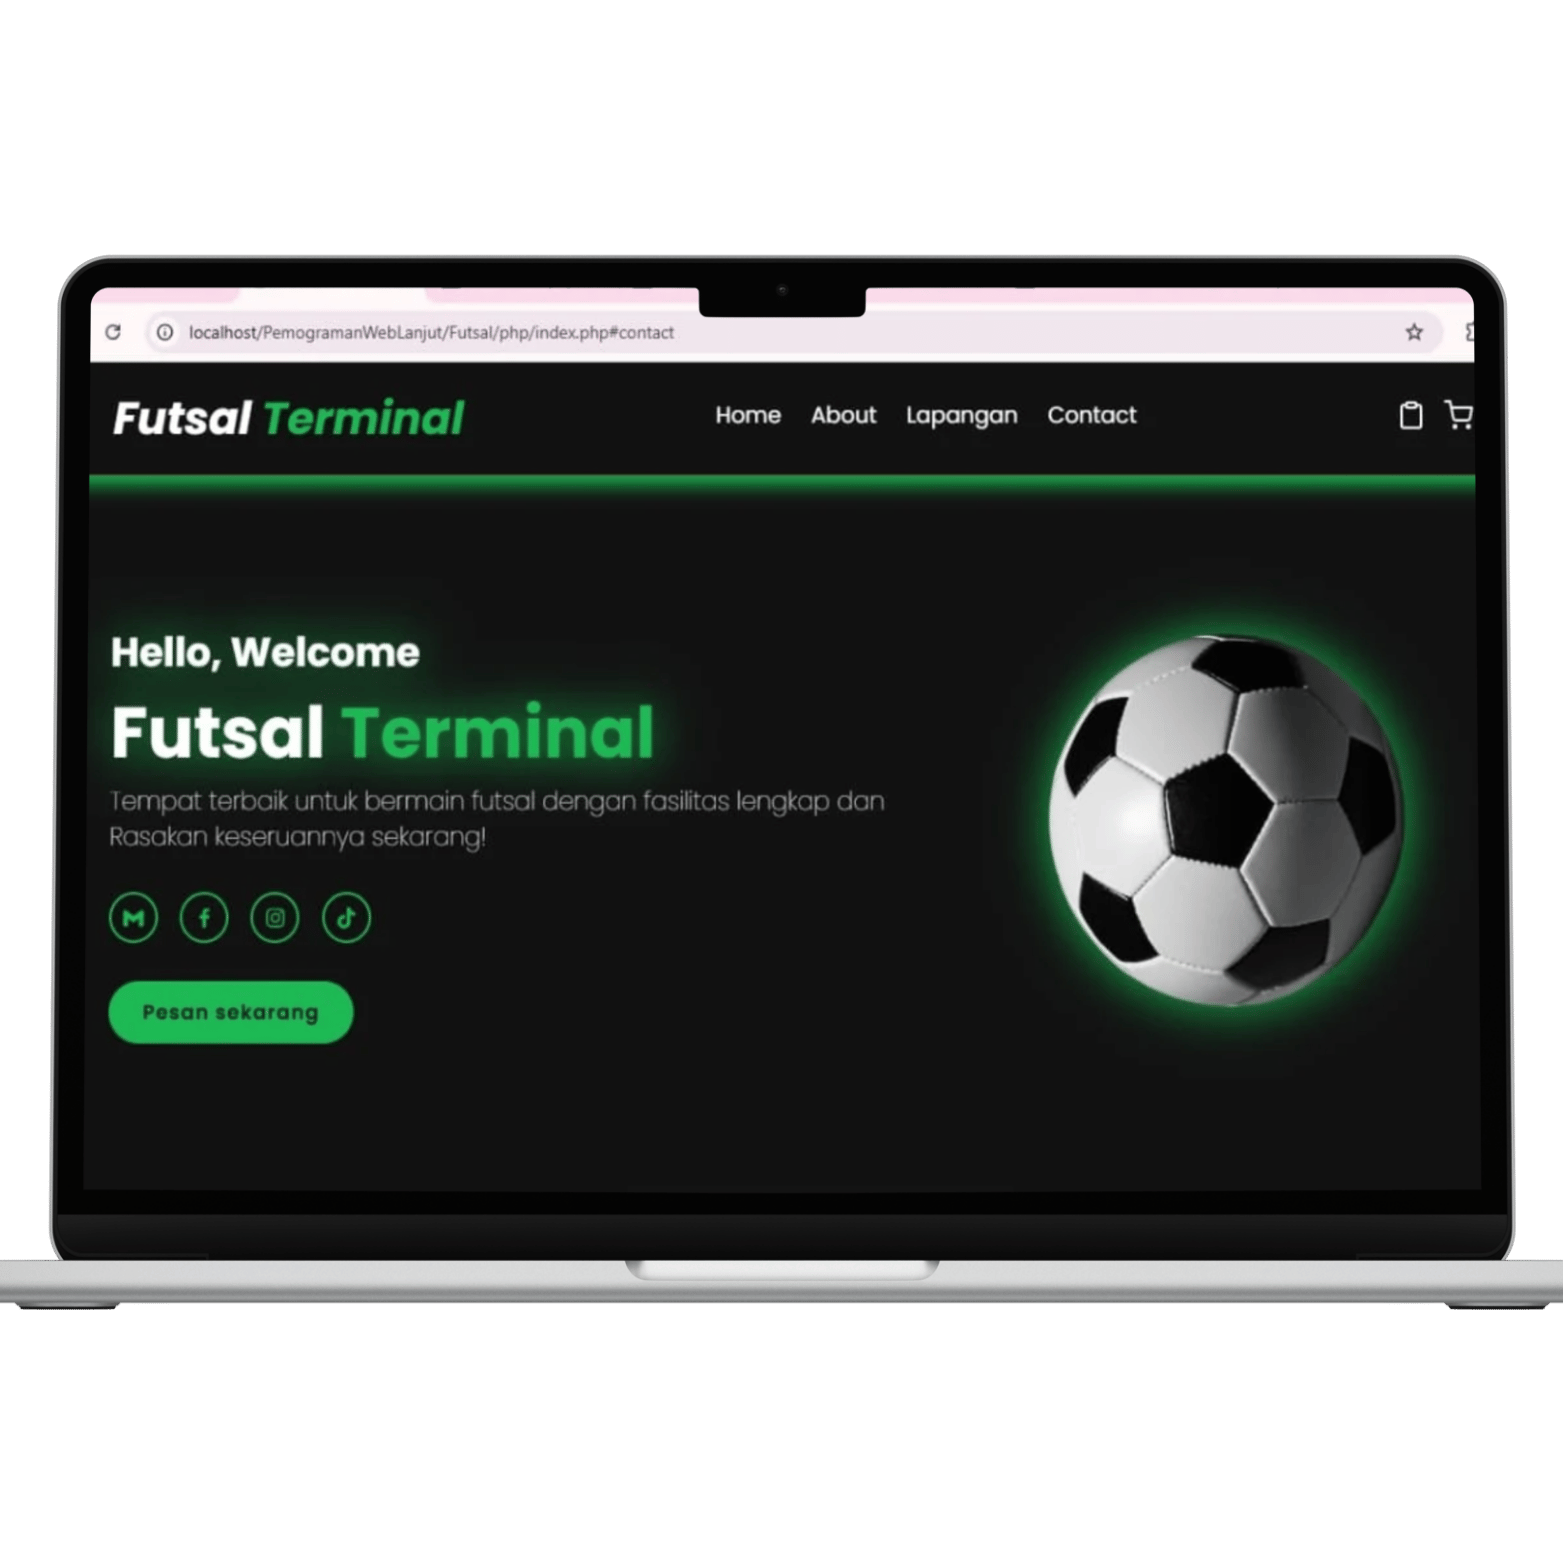 localhost/PemogramanWebLanjut/Futsal/php/index.php#contact
Futsal Terminal
Home About Lapangan Contact
Hello, Welcome
Futsal Terminal
Tempat terbaik untuk bermain futsal dengan fasilitas lengkap dan
Rasakan keseruannya sekarang!
Pesan sekarang